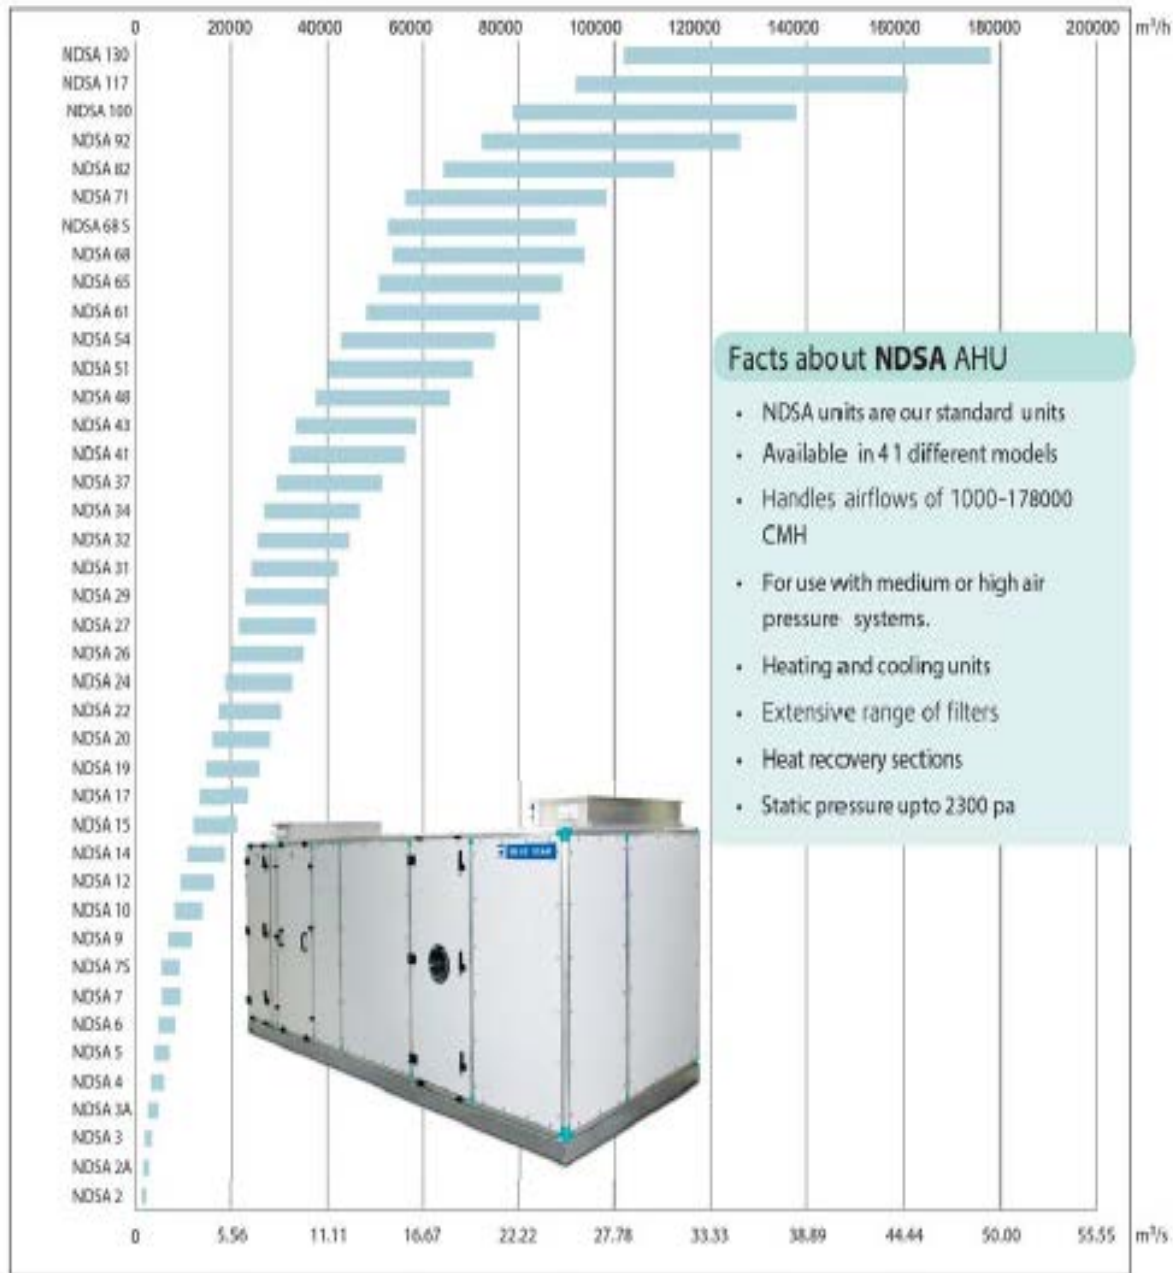 0 20000 40000 60000 80000 100000 120000 140000 160000 180000 200000 m³/h
NDSA 130
NDSA 117
NDSA 100
NDSA 92
NDSA 82
NDSA 71
NDSA 68 S
NDSA 68
NDSA 65
NDSA 61
NDSA 54
NDSA 51
NDSA 48
NDSA 43
NDSA 41
NDSA 37
NDSA 34
NDSA 32
NDSA 31
NDSA 29
NDSA 27
NDSA 26
NDSA 24
NDSA 22
NDSA 20
NDSA 19
NDSA 17
NDSA 15
NDSA 14
NDSA 12
NDSA 10
NDSA 9
NDSA 7S
NDSA 7
NDSA 6
NDSA 5
NDSA 4
NDSA 3A
NDSA 3
NDSA 2A
NDSA 2
0 5.56 11.11 16.67 22.22 27.78 33.33 38.89 44.44 50.00 55.55 m³/s
Facts about NDSA AHU
• NDSA units are our standard units
• Available in 41 different models
• Handles airflows of 1000-178000
CMH
• For use with medium or high air
pressure systems.
• Heating and cooling units
• Extensive range of filters
• Heat recovery sections
• Static pressure upto 2300 pa
BLUE STAR